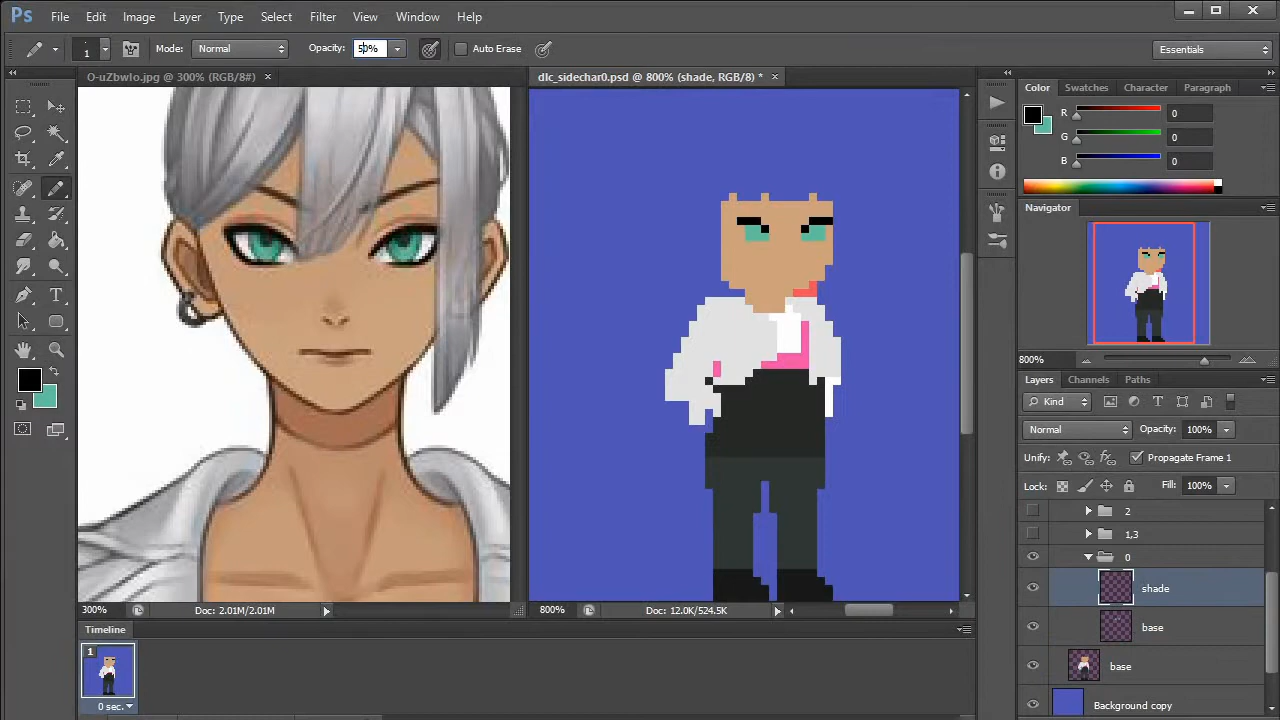 Ps File Edit Image Layer Type Select Filter View Window Help
1 Mode: Normal Opacity: 50% Auto Erase Essentials
O-uZbwIo.jpg @ 300% (RGB/8#) × dlc_sidechar0.psd @ 800% (shade, RGB/8) * ×
Color Swatches Character Paragraph
R 0
G 0
B 0
Navigator
800%
Layers Channels Paths
Kind
Normal Opacity: 100%
Unify: Propagate Frame 1
Lock: Fill: 100%
2
1,3
0
shade
base
base
Background copy
300% Doc: 2.01M/2.01M 800% Doc: 12.0K/524.5K
Timeline
1
0 sec.